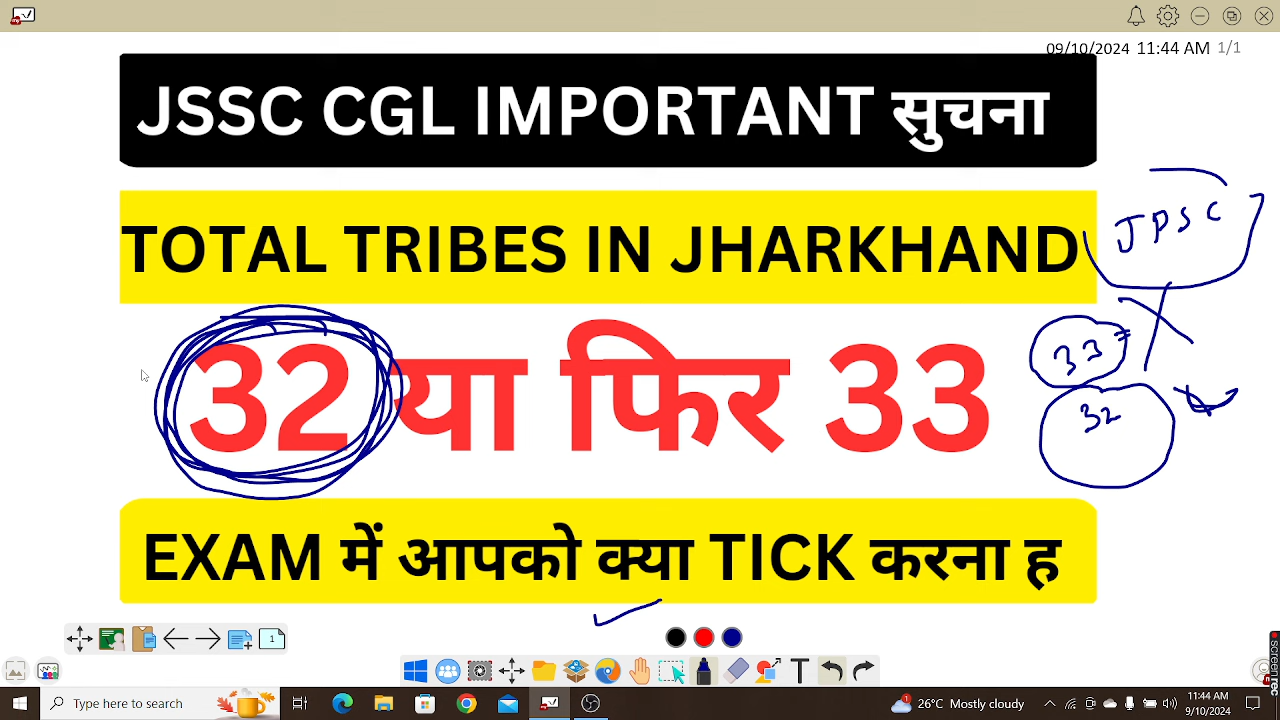 09/10/2024 11:44 AM 1/1
JSSC CGL IMPORTANT सुचना
TOTAL TRIBES IN JHARKHAND
JPSC
32 या फिर 33
33 =
32
EXAM में आपको क्या TICK करना ह
1
T
Type here to search
26°C Mostly cloudy
11:44 AM
9/10/2024
Screenrec